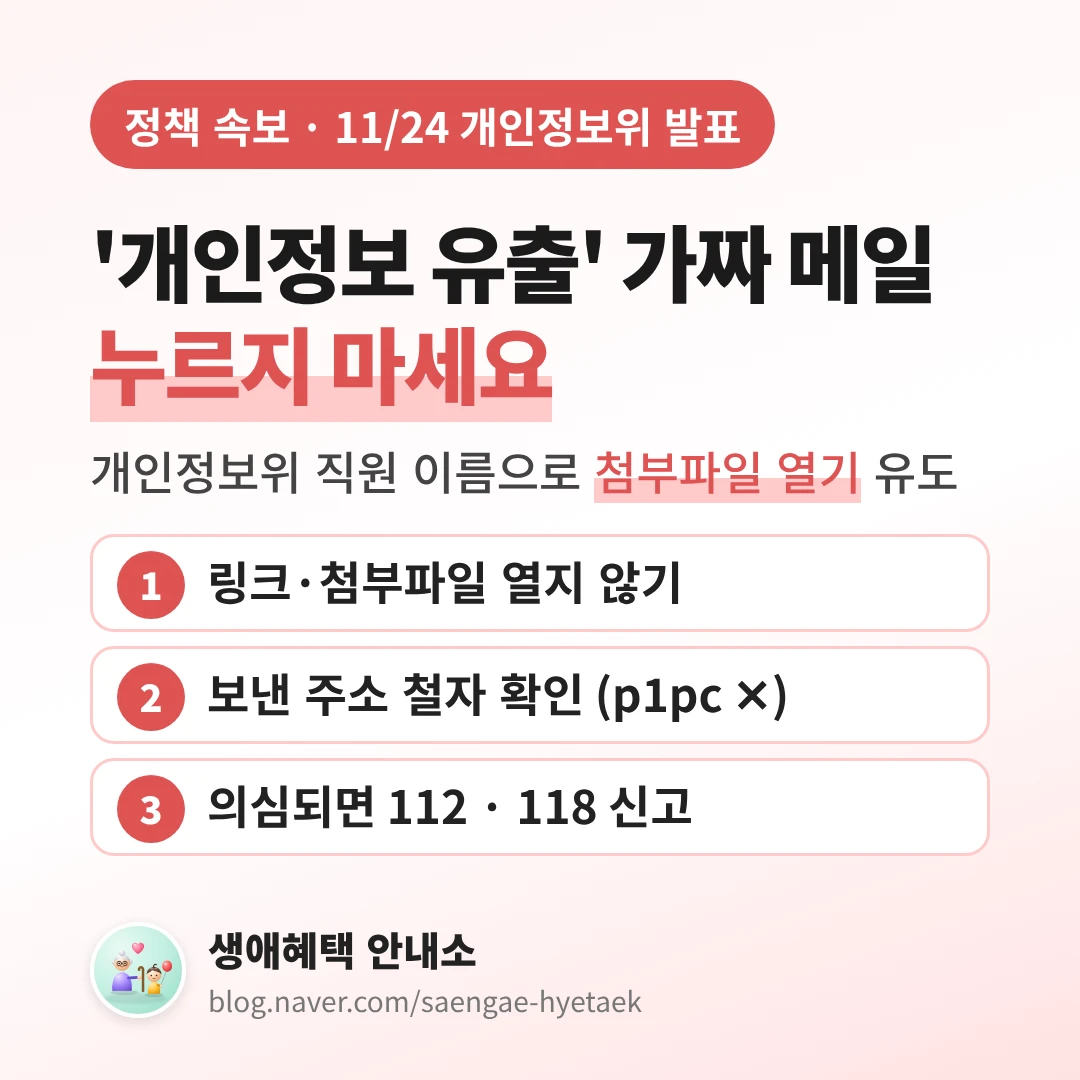 정책 속보 · 11/24 개인정보위 발표
'개인정보 유출' 가짜 메일
누르지 마세요
개인정보위 직원 이름으로 첨부파일 열기 유도
1 링크·첨부파일 열지 않기
2 보낸 주소 철자 확인 (p1pc ×)
3 의심되면 112 · 118 신고
생애혜택 안내소
blog.naver.com/saengae-hyetaek